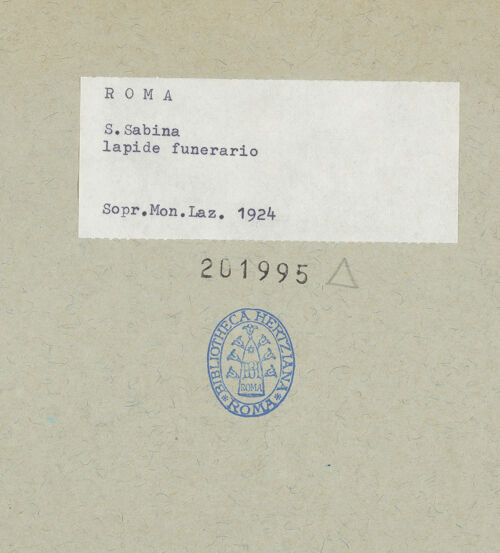 R O M A
S.Sabina
lapide funerario
Sopr.Mon.Laz. 1924
201995
BIBLIOTHECA HERTZIANA
ROMA
ROMA